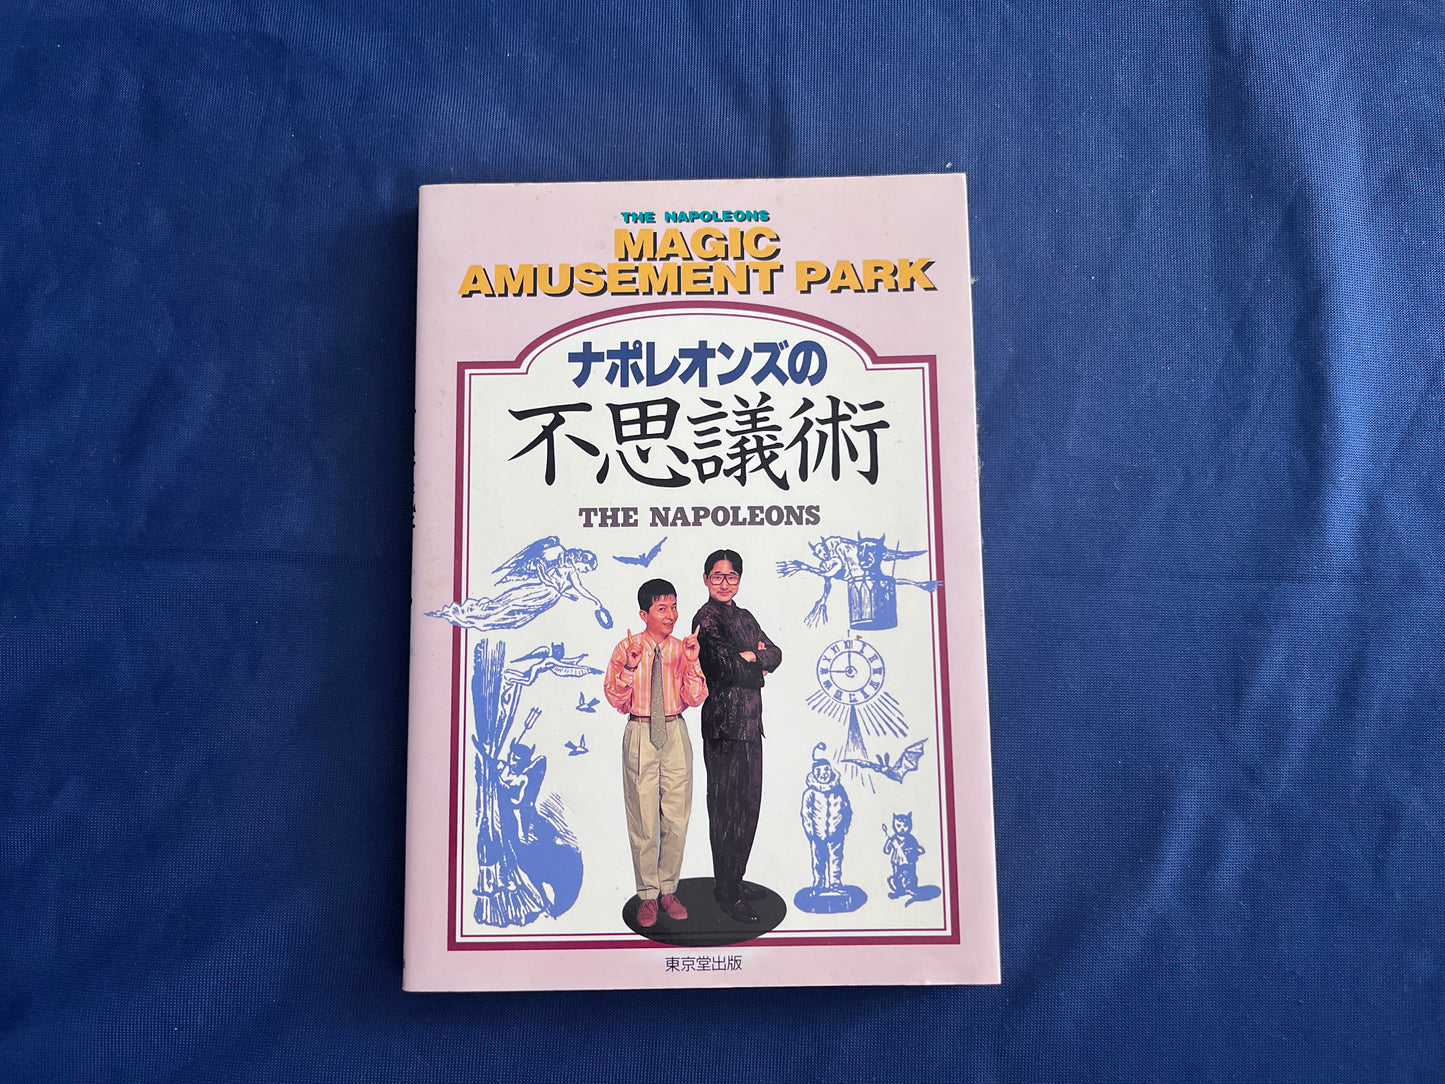 THE NAPOLEONS
MAGIC
AMUSEMENT PARK
ナポレオンズの
不思議術
THE NAPOLEONS
東京堂出版